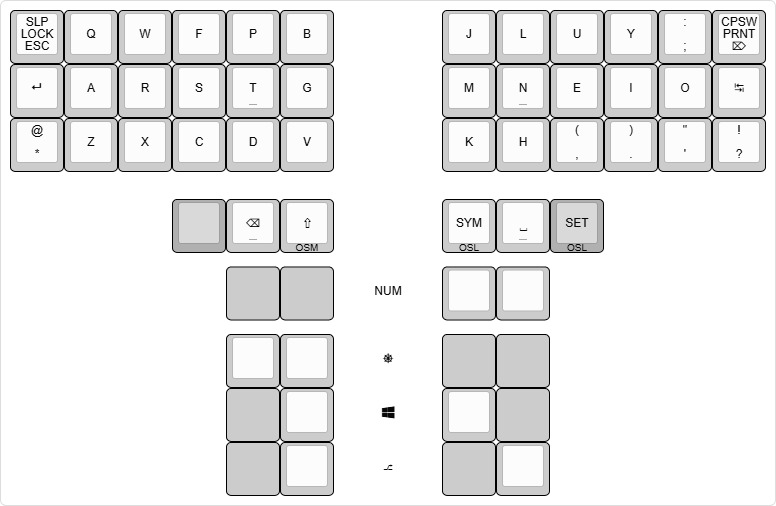 SLP
LOCK
ESC
Q
W
F
P
B
J
L
U
Y
:
;
CPSW
PRNT
⌦
↵
A
R
S
T
_
G
M
N
_
E
I
O
↹
@
*
Z
X
C
D
V
K
H
(
,
)
.
"
'
!
?
⌫
_
⇧
OSM
SYM
OSL
⎵
_
SET
OSL
NUM
⎈
⎇